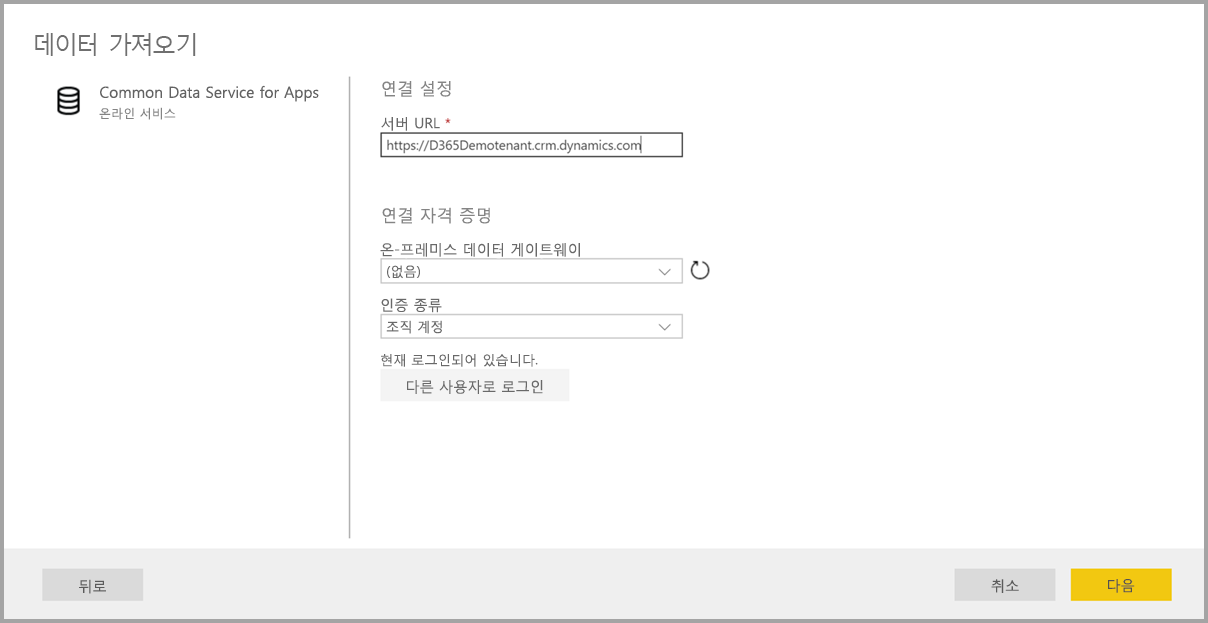 데이터 가져오기
Common Data Service for Apps
온라인 서비스
연결 설정
서버 URL *
https://D365Demotenant.crm.dynamics.com
연결 자격 증명
온-프레미스 데이터 게이트웨이
(없음)
인증 종류
조직 계정
현재 로그인되어 있습니다.
다른 사용자로 로그인
뒤로
취소
다음